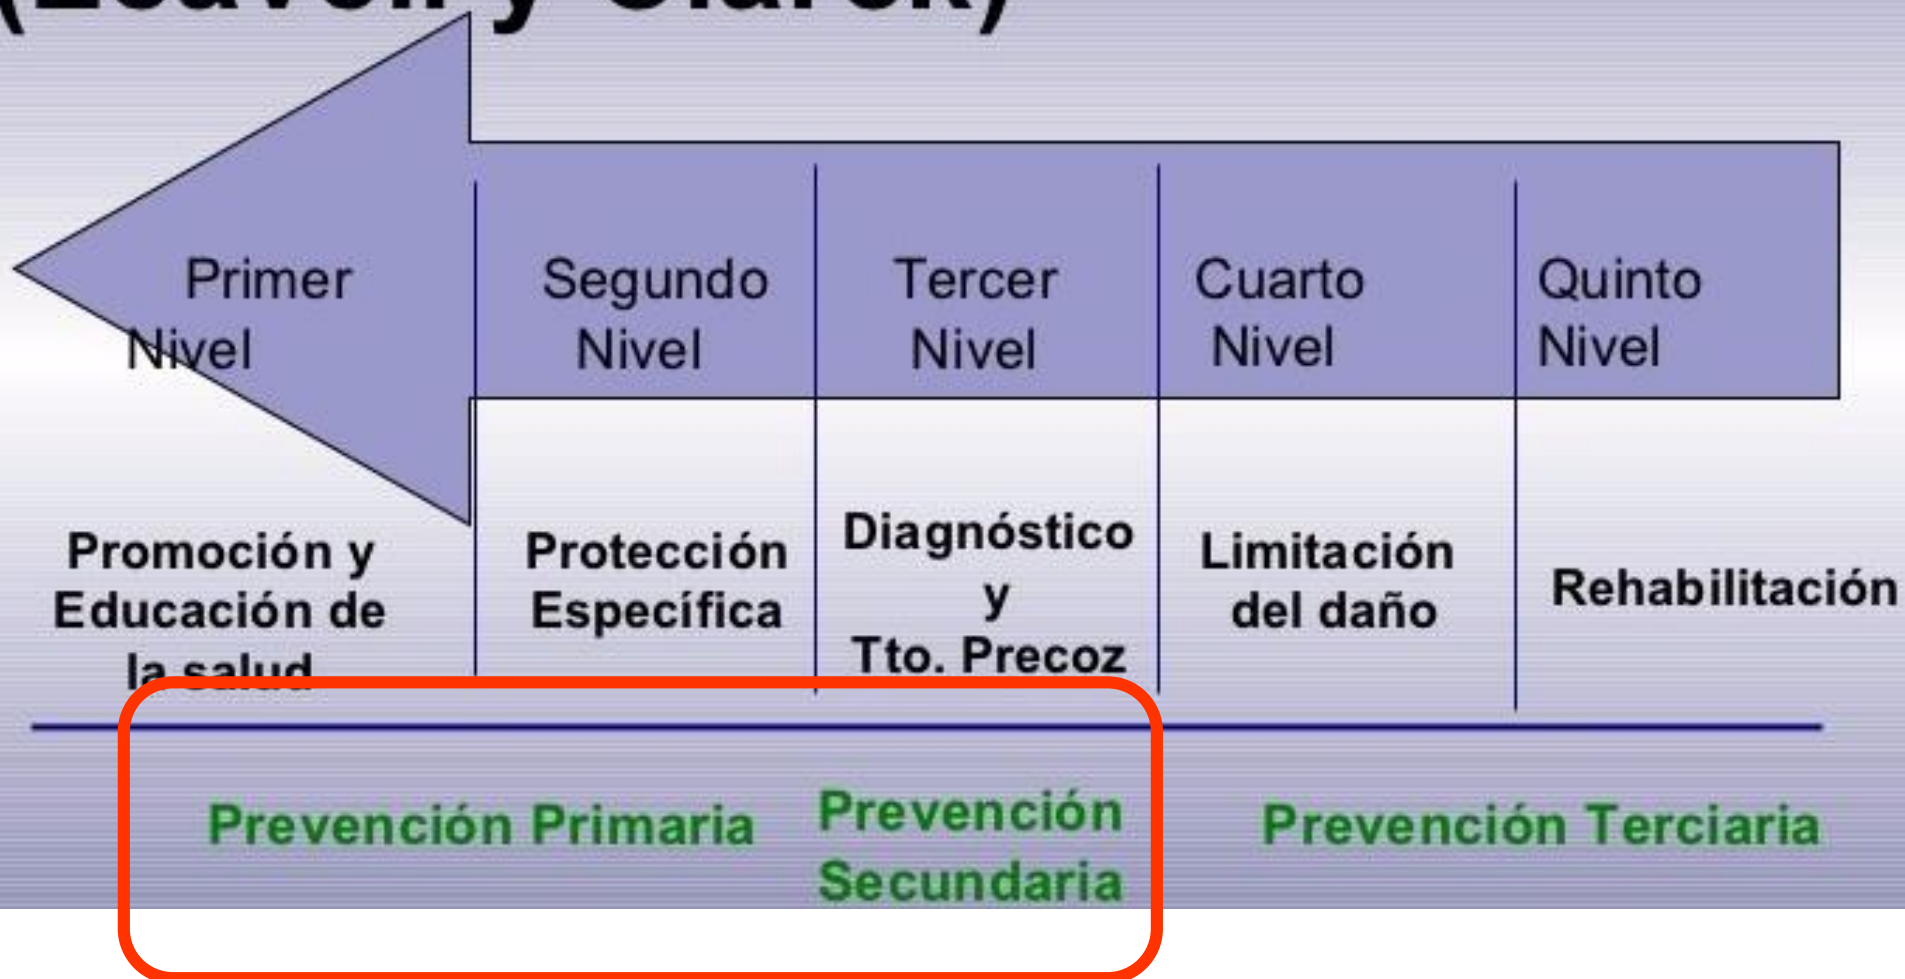 Primer
Nivel
Segundo
Nivel
Tercer
Nivel
Cuarto
Nivel
Quinto
Nivel
Promoción y
Educación de
la salud
Protección
Específica
Diagnóstico
y
Tto. Precoz
Limitación
del daño
Rehabilitación
Prevención Primaria
Prevención
Secundaria
Prevención Terciaria